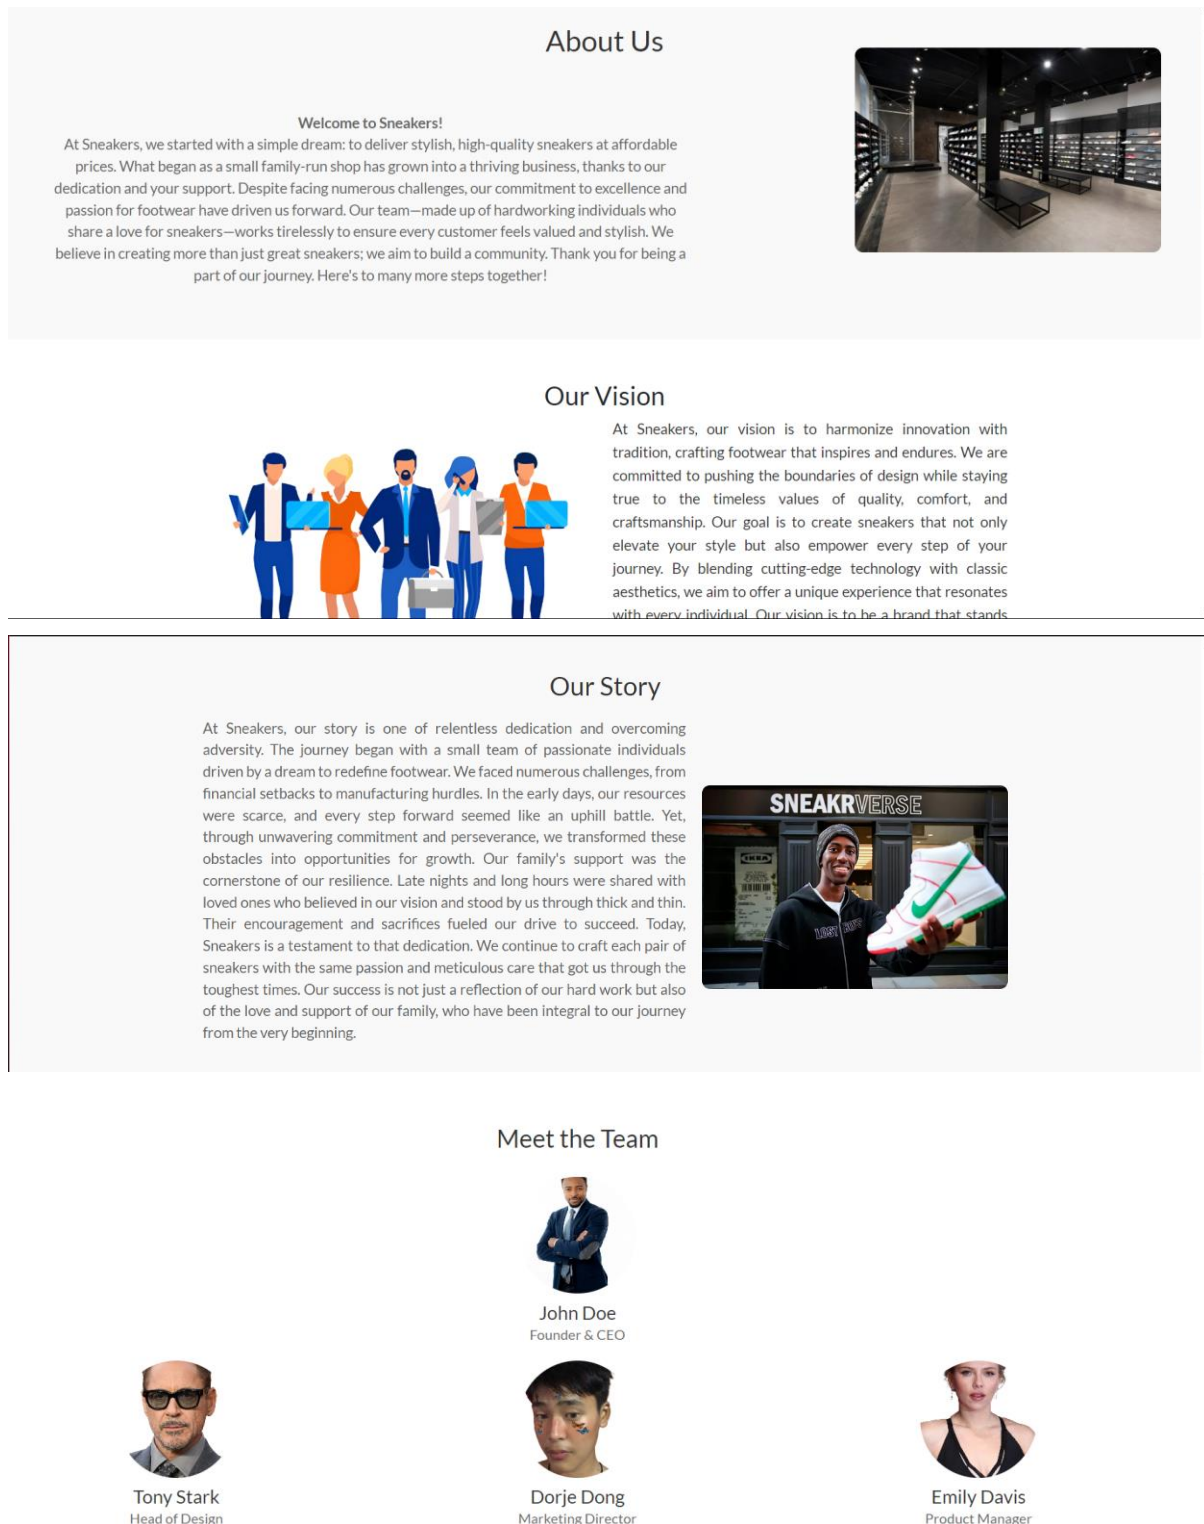 About Us
Welcome to Sneakers!
At Sneakers, we started with a simple dream: to deliver stylish, high-quality sneakers at affordable
prices. What began as a small family-run shop has grown into a thriving business, thanks to our
dedication and your support. Despite facing numerous challenges, our commitment to excellence and
passion for footwear have driven us forward. Our team—made up of hardworking individuals who
share a love for sneakers—works tirelessly to ensure every customer feels valued and stylish. We
believe in creating more than just great sneakers; we aim to build a community. Thank you for being a
part of our journey. Here's to many more steps together!
Our Vision
At Sneakers, our vision is to harmonize innovation with
tradition, crafting footwear that inspires and endures. We are
committed to pushing the boundaries of design while staying
true to the timeless values of quality, comfort, and
craftsmanship. Our goal is to create sneakers that not only
elevate your style but also empower every step of your
journey. By blending cutting-edge technology with classic
aesthetics, we aim to offer a unique experience that resonates
with every individual. Our vision is to be a brand that stands
Our Story
At Sneakers, our story is one of relentless dedication and overcoming
adversity. The journey began with a small team of passionate individuals
driven by a dream to redefine footwear. We faced numerous challenges, from
financial setbacks to manufacturing hurdles. In the early days, our resources
were scarce, and every step forward seemed like an uphill battle. Yet,
through unwavering commitment and perseverance, we transformed these
obstacles into opportunities for growth. Our family's support was the
cornerstone of our resilience. Late nights and long hours were shared with
loved ones who believed in our vision and stood by us through thick and thin.
Their encouragement and sacrifices fueled our drive to succeed. Today,
Sneakers is a testament to that dedication. We continue to craft each pair of
sneakers with the same passion and meticulous care that got us through the
toughest times. Our success is not just a reflection of our hard work but also
of the love and support of our family, who have been integral to our journey
from the very beginning.
SNEAKRVERSE
IKEA
LOST
Meet the Team
John Doe
Founder & CEO
Tony Stark
Head of Design
Dorje Dong
Marketing Director
Emily Davis
Product Manager